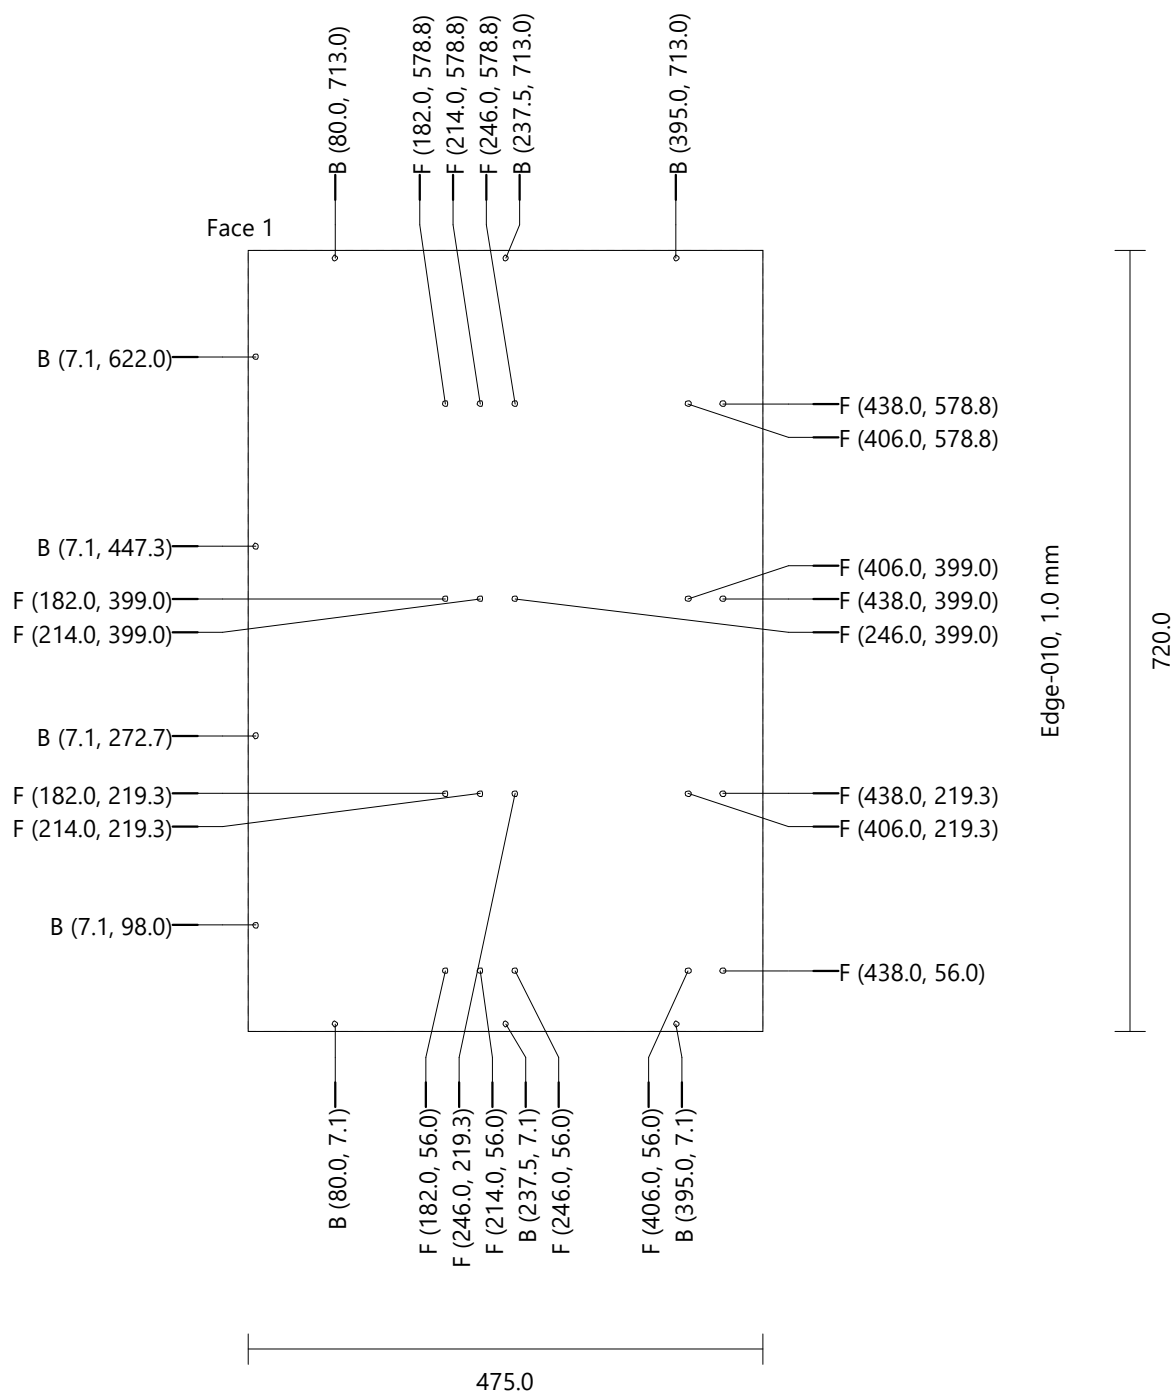 B (80.0, 713.0)
F (182.0, 578.8)
F (214.0, 578.8)
F (246.0, 578.8)
B (237.5, 713.0)
B (395.0, 713.0)
Face 1
B (7.1, 622.0)
F (438.0, 578.8)
F (406.0, 578.8)
B (7.1, 447.3)
F (406.0, 399.0)
F (182.0, 399.0)
F (438.0, 399.0)
F (214.0, 399.0)
F (246.0, 399.0)
Edge-010, 1.0 mm
720.0
B (7.1, 272.7)
F (182.0, 219.3)
F (438.0, 219.3)
F (214.0, 219.3)
F (406.0, 219.3)
B (7.1, 98.0)
F (438.0, 56.0)
B (80.0, 7.1)
F (182.0, 56.0)
F (246.0, 219.3)
F (214.0, 56.0)
B (237.5, 7.1)
F (246.0, 56.0)
F (406.0, 56.0)
B (395.0, 7.1)
475.0